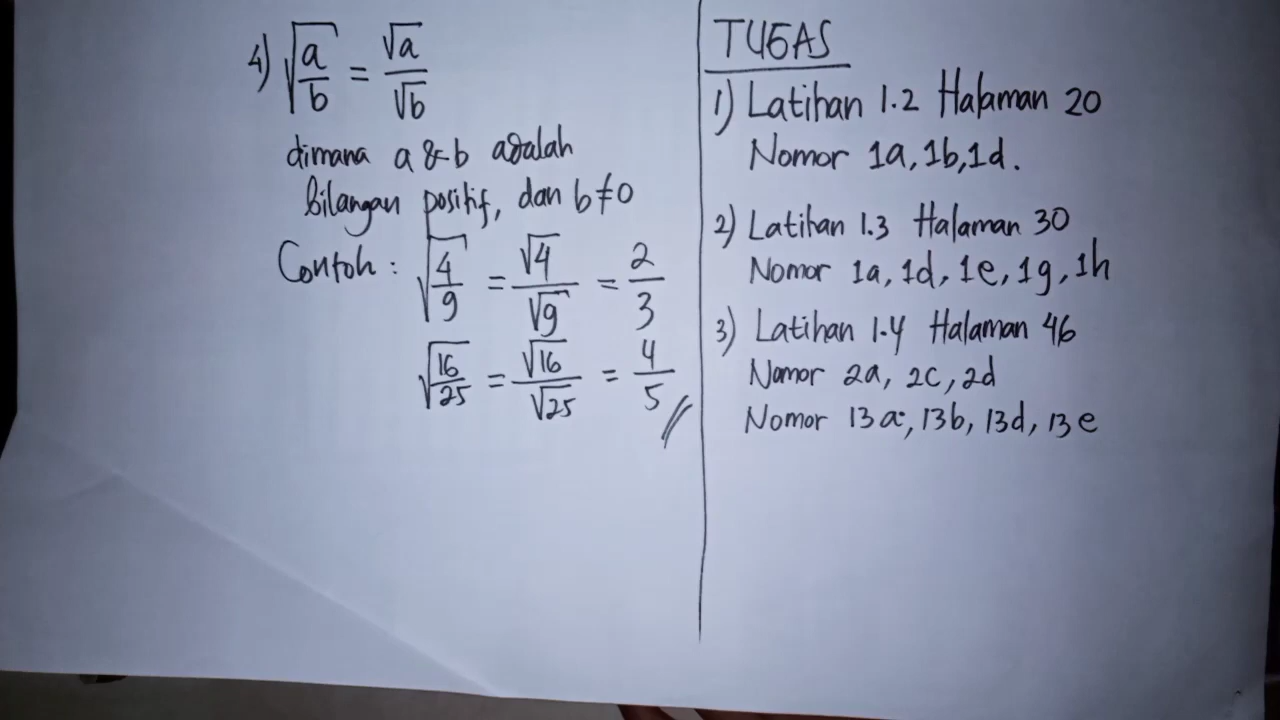 4) √(a/b) = √a/√b
dimana a & b adalah
bilangan positif, dan b≠0
Contoh : √(4/9) = √4/√9 = 2/3
√(16/25) = √16/√25 = 4/5 //
TUGAS
1) Latihan 1.2 Halaman 20
Nomor 1a, 1b, 1d.
2) Latihan 1.3 Halaman 30
Nomor 1a, 1d, 1e, 1g, 1h
3) Latihan 1.4 Halaman 46
Nomor 2a, 2c, 2d
Nomor 13a, 13b, 13d, 13e